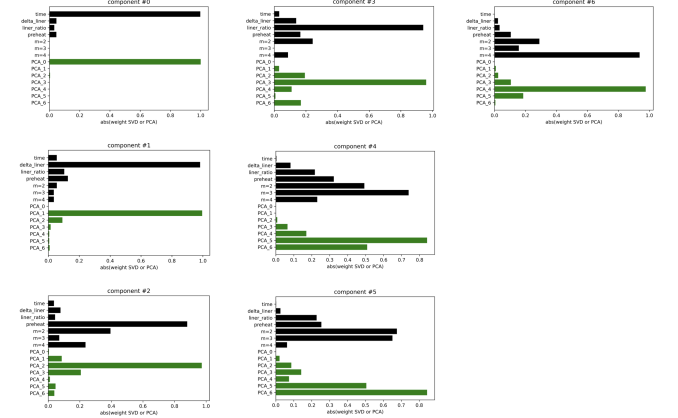 component #0
time
delta_liner
liner_ratio
preheat
m=2
m=3
m=4
PCA_0
PCA_1
PCA_2
PCA_3
PCA_4
PCA_5
PCA_6
0.0 0.2 0.4 0.6 0.8 1.0
abs(weight SVD or PCA)
component #3
time
delta_liner
liner_ratio
preheat
m=2
m=3
m=4
PCA_0
PCA_1
PCA_2
PCA_3
PCA_4
PCA_5
PCA_6
0.0 0.2 0.4 0.6 0.8 1.0
abs(weight SVD or PCA)
component #6
time
delta_liner
liner_ratio
preheat
m=2
m=3
m=4
PCA_0
PCA_1
PCA_2
PCA_3
PCA_4
PCA_5
PCA_6
0.0 0.2 0.4 0.6 0.8 1.0
abs(weight SVD or PCA)
component #1
time
delta_liner
liner_ratio
preheat
m=2
m=3
m=4
PCA_0
PCA_1
PCA_2
PCA_3
PCA_4
PCA_5
PCA_6
0.0 0.2 0.4 0.6 0.8 1.0
abs(weight SVD or PCA)
component #4
time
delta_liner
liner_ratio
preheat
m=2
m=3
m=4
PCA_0
PCA_1
PCA_2
PCA_3
PCA_4
PCA_5
PCA_6
0.0 0.1 0.2 0.3 0.4 0.5 0.6 0.7 0.8
abs(weight SVD or PCA)
component #2
time
delta_liner
liner_ratio
preheat
m=2
m=3
m=4
PCA_0
PCA_1
PCA_2
PCA_3
PCA_4
PCA_5
PCA_6
0.0 0.2 0.4 0.6 0.8 1.0
abs(weight SVD or PCA)
component #5
time
delta_liner
liner_ratio
preheat
m=2
m=3
m=4
PCA_0
PCA_1
PCA_2
PCA_3
PCA_4
PCA_5
PCA_6
0.0 0.1 0.2 0.3 0.4 0.5 0.6 0.7 0.8
abs(weight SVD or PCA)